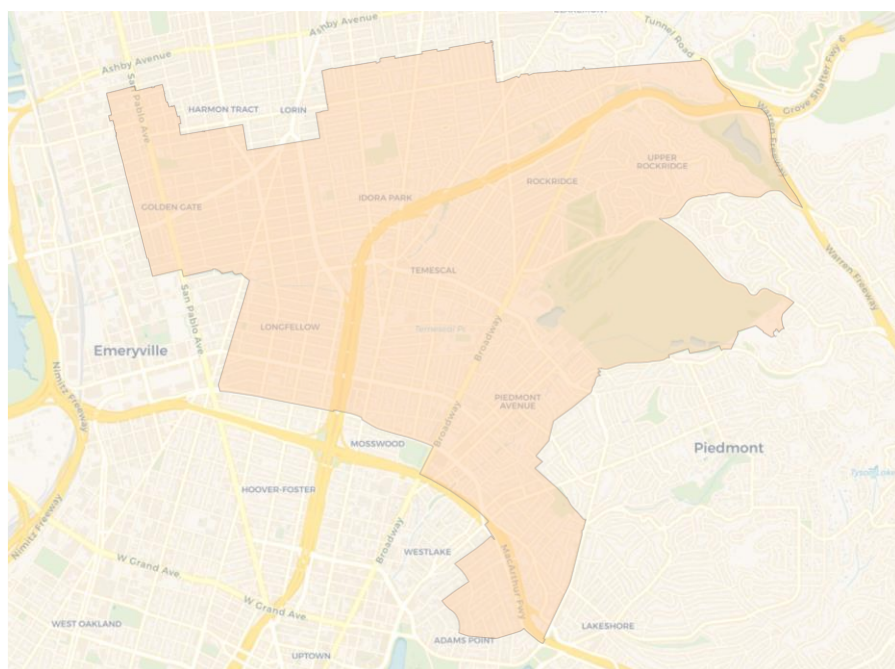 Ashby Avenue
Ashby Avenue
Tunnel Road
Grove Shafter Fwy 6
San Pablo Ave
HARMON TRACT
LORIN
Warren Freeway
UPPER
ROCKRIDGE
ROCKRIDGE
IDORA PARK
GOLDEN GATE
Warren Freeway
TEMESCAL
San Pablo Ave
LONGFELLOW
Broadway
Emeryville
Nimitz Freeway
PIEDMONT
AVENUE
Broadway
MOSSWOOD
Piedmont
HOOVER-FOSTER
Nimitz Freeway
Broadway
WESTLAKE
MacArthur Fwy
W Grand Ave
W Grand Ave
WEST OAKLAND
ADAMS POINT
LAKESHORE
UPTOWN